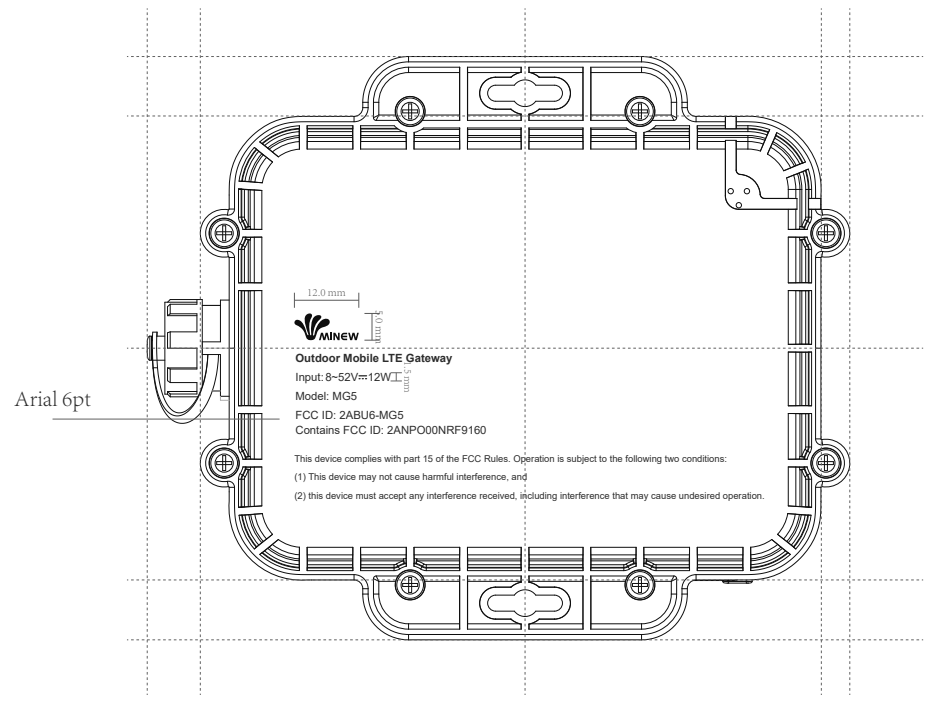 12.0 mm
5.0 mm
MINEW
Outdoor Mobile LTE Gateway
Input: 8~52V⎓12W
1.5 mm
Model: MG5
Arial 6pt
FCC ID: 2ABU6-MG5
Contains FCC ID: 2ANPO00NRF9160
This device complies with part 15 of the FCC Rules. Operation is subject to the following two conditions:
(1) This device may not cause harmful interference, and
(2) this device must accept any interference received, including interference that may cause undesired operation.